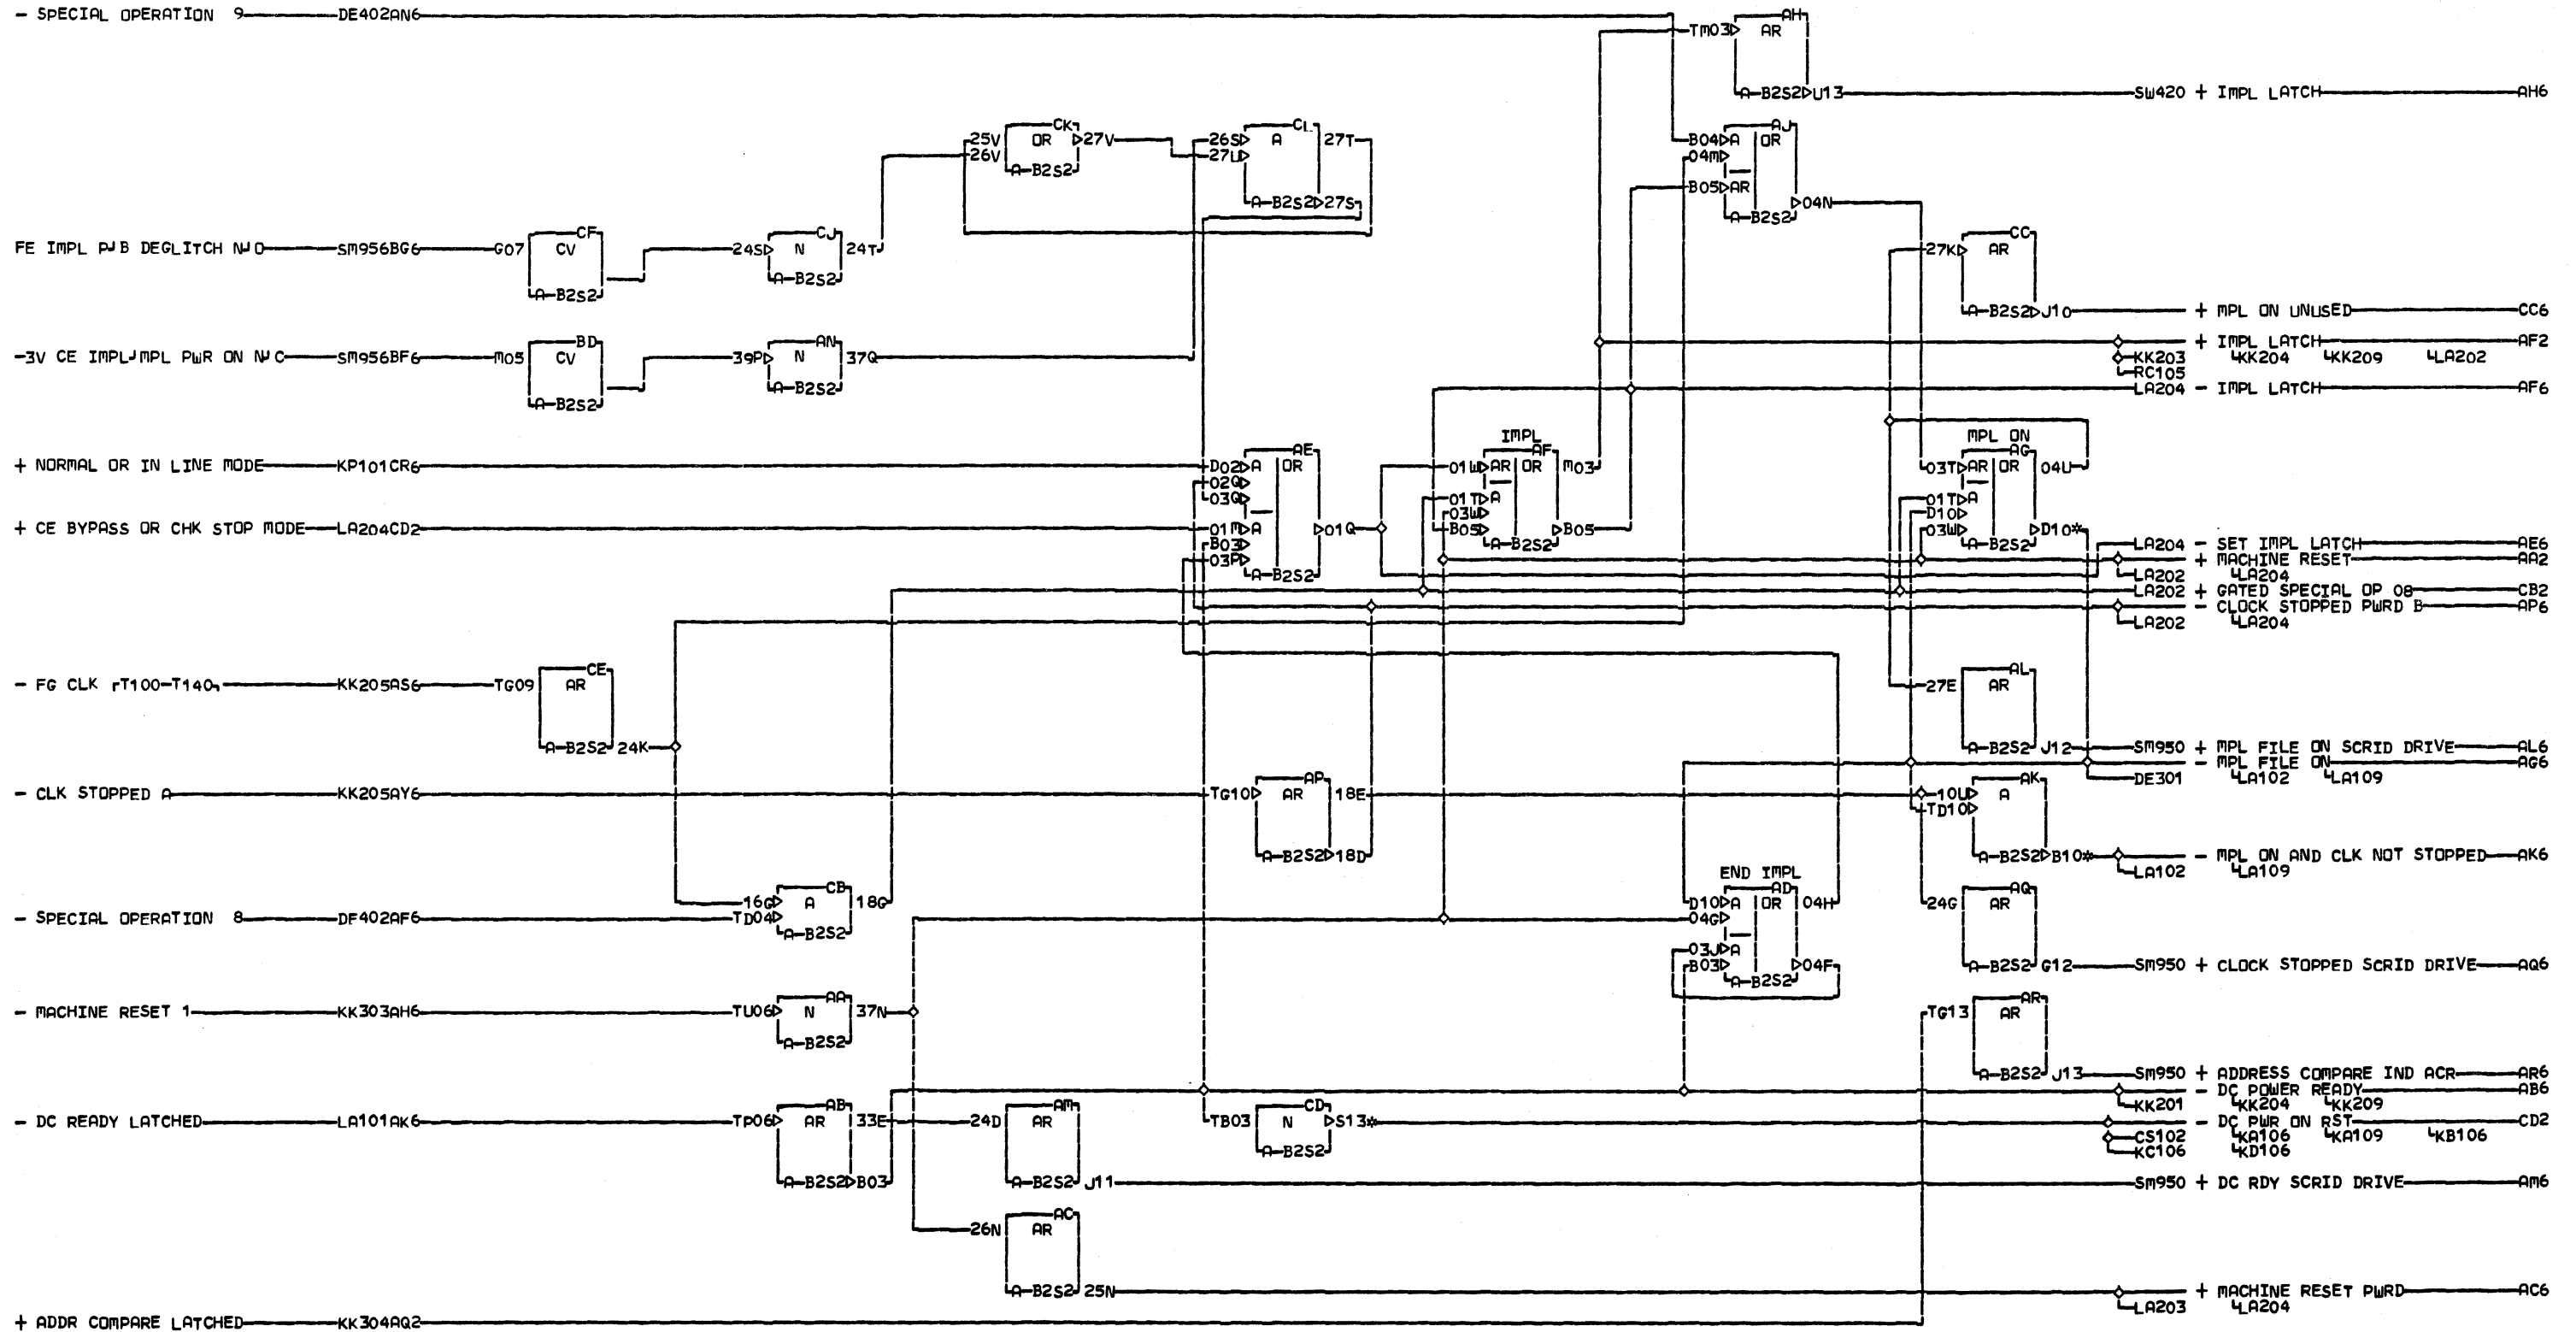 - SPECIAL OPERATION 9 DE402AN6
AH
TM03 AR
A-B2S2 U13 SW420 + IMPL LATCH AH6
CK CL AJ
25V OR 27V 26S A 27T B04 A OR
26V 27U 04M
A-B2S2 B05 AR
A-B2S2 27S 04N
A-B2S2
CF CJ CC
FE IMPL PJB DEGLITCH NJO SM956BG6 G07 CV 24S N 24T 27K AR
A-B2S2
A-B2S2
A-B2S2 J10 + MPL ON UNUSED CC6
BD AN + IMPL LATCH AF2
-3V CE IMPLJMPL PWR ON NJC SM956BF6 M05 CV 39P N 37Q KK203 KK204 KK209 LA202
RC105
A-B2S2 LA204 - IMPL LATCH AF6
A-B2S2
IMPL MPL ON
AE AF AG
+ NORMAL OR IN LINE MODE KP101CR6 D02 A OR 01W AR OR M03 03T AR OR 04U
02Q
03Q 01T A 01T A
03W D10
+ CE BYPASS OR CHK STOP MODE LA204CD2 01M A 01Q B05 B05 03W D10*
B03 A-B2S2 A-B2S2 LA204 - SET IMPL LATCH AE6
03P + MACHINE RESET AA2
A-B2S2 LA202 LA204
LA202 + GATED SPECIAL OP 08 CB2
- CLOCK STOPPED PWRD B AP6
LA202 LA204
CE AL
- FG CLK T100-T140 KK205AS6 TG09 AR 27E AR
A-B2S2 24K A-B2S2 J12 SM950 + MPL FILE ON SCRID DRIVE AL6
- MPL FILE ON AG6
AP AK DE301 LA102 LA109
- CLK STOPPED A KK205AY6 TG10 AR 18E 10U A
TD10
A-B2S2 18D A-B2S2 B10* - MPL ON AND CLK NOT STOPPED AK6
LA102 LA109
END IMPL
CB AD AQ
16G A 18G D10 A OR 04H 24G AR
- SPECIAL OPERATION 8 DF402AF6 TD04 04G
A-B2S2
03J A
B03 04F A-B2S2 G12 SM950 + CLOCK STOPPED SCRID DRIVE AQ6
A-B2S2
AA AR
- MACHINE RESET 1 KK303AH6 TU06 N 37N TG13 AR
A-B2S2
A-B2S2 J13 SM950 + ADDRESS COMPARE IND ACR AR6
- DC POWER READY AB6
AB AM CD KK201 KK204 KK209
- DC READY LATCHED LA101AK6 TP06 AR 33E 24D AR TB03 N S13* - DC PWR ON RST CD2
CS102 KA106 KA109 KB106
A-B2S2 KC106 KD106
A-B2S2 B03 A-B2S2 J11 SM950 + DC RDY SCRID DRIVE AM6
AC
26N AR
A-B2S2 25N + MACHINE RESET PWRD AC6
LA203 LA204
+ ADDR COMPARE LATCHED KK304AQ2